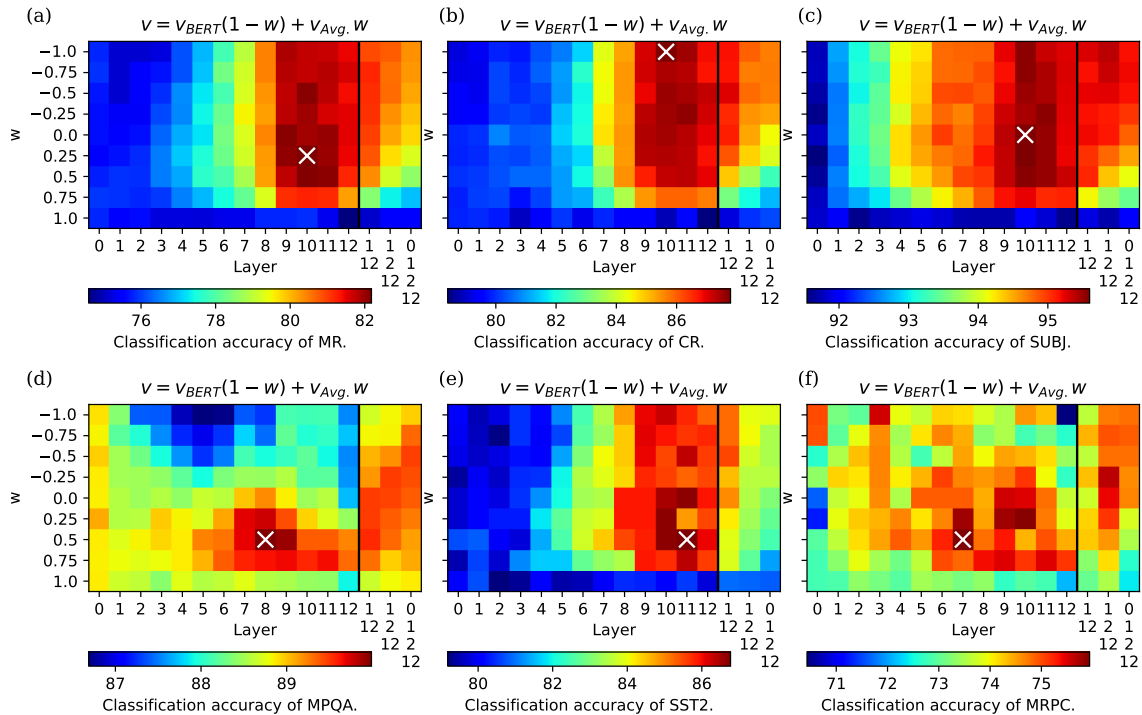 (a) v = v_BERT(1 − w) + v_Avg. w
(b) v = v_BERT(1 − w) + v_Avg. w
(c) v = v_BERT(1 − w) + v_Avg. w
−1.0
−0.75
−0.5
−0.25
0.0
0.25
0.5
0.75
1.0
w
w
w
0 1 2 3 4 5 6 7 8 9 10 11 12 1 0
2 1
12 2
12
0 1 2 3 4 5 6 7 8 9 10 11 12 1 0
2 1
12 2
12
0 1 2 3 4 5 6 7 8 9 10 11 12 1 0
2 1
12 2
12
Layer
Layer
Layer
76 78 80 82
80 82 84 86
92 93 94 95
Classification accuracy of MR.
Classification accuracy of CR.
Classification accuracy of SUBJ.
(d) v = v_BERT(1 − w) + v_Avg. w
(e) v = v_BERT(1 − w) + v_Avg. w
(f) v = v_BERT(1 − w) + v_Avg. w
−1.0
−0.75
−0.5
−0.25
0.0
0.25
0.5
0.75
1.0
w
w
w
0 1 2 3 4 5 6 7 8 9 10 11 12 1 0
2 1
12 2
12
0 1 2 3 4 5 6 7 8 9 10 11 12 1 0
2 1
12 2
12
0 1 2 3 4 5 6 7 8 9 10 11 12 1 0
2 1
12 2
12
Layer
Layer
Layer
87 88 89
80 82 84 86
71 72 73 74 75
Classification accuracy of MPQA.
Classification accuracy of SST2.
Classification accuracy of MRPC.